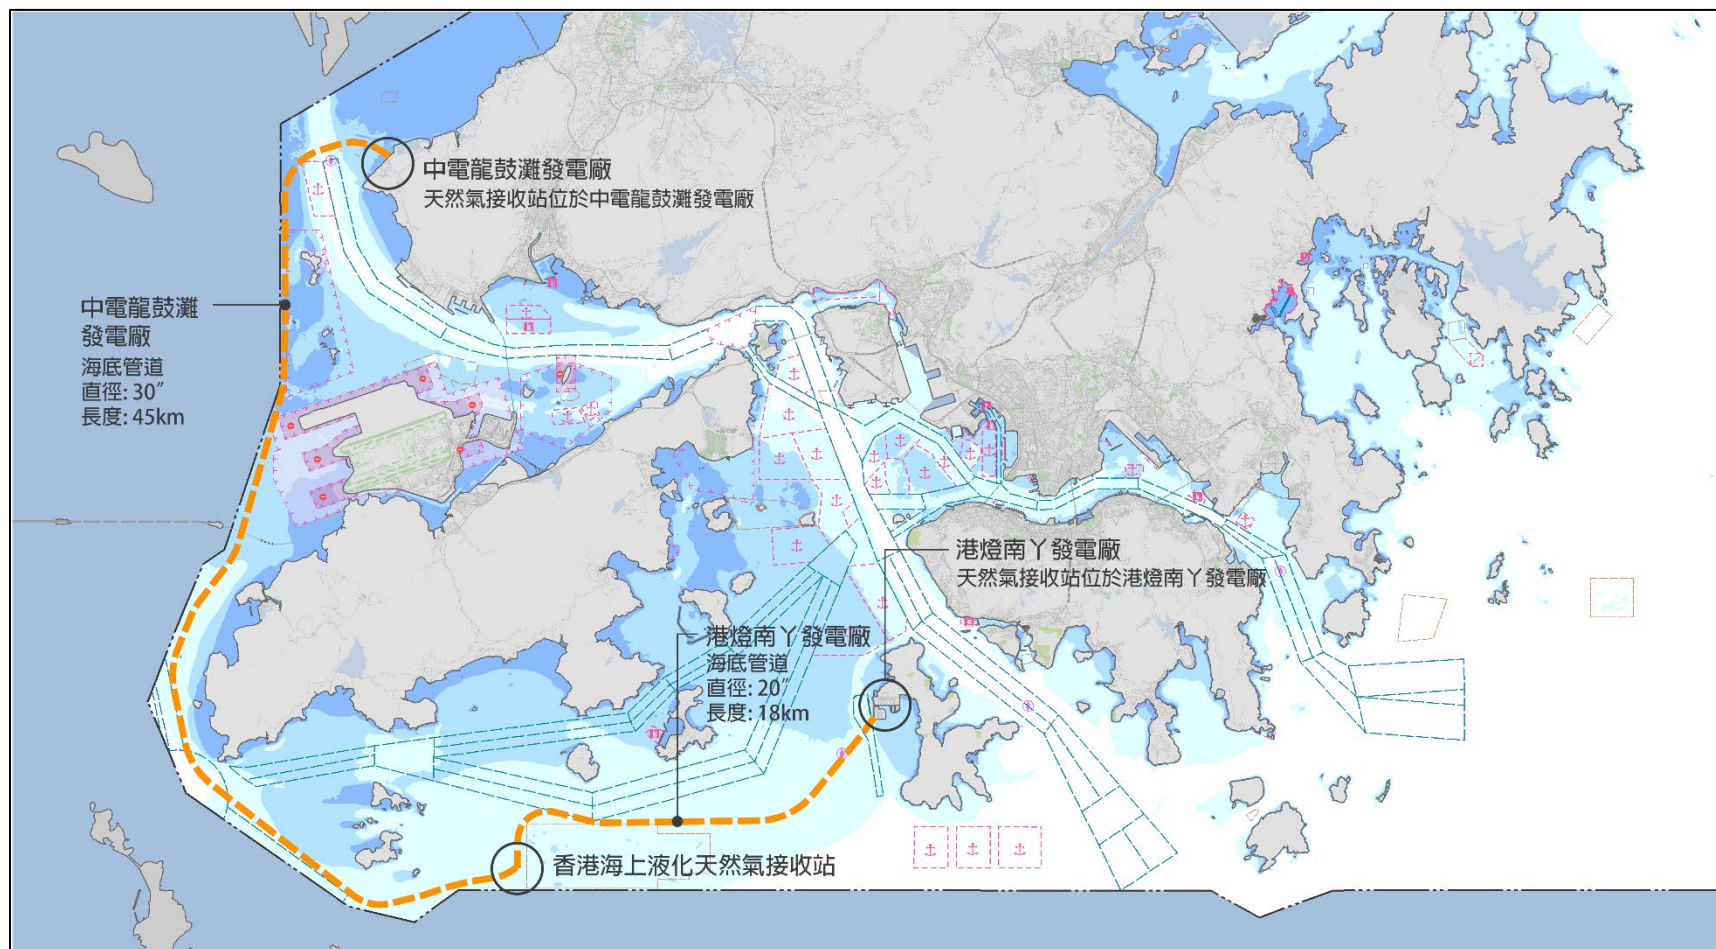 中電龍鼓灘發電廠
天然氣接收站位於中電龍鼓灘發電廠
中電龍鼓灘
發電廠
海底管道
直徑: 30″
長度: 45km
港燈南丫發電廠
天然氣接收站位於港燈南丫發電廠
港燈南丫發電廠
海底管道
直徑: 20″
長度: 18km
香港海上液化天然氣接收站